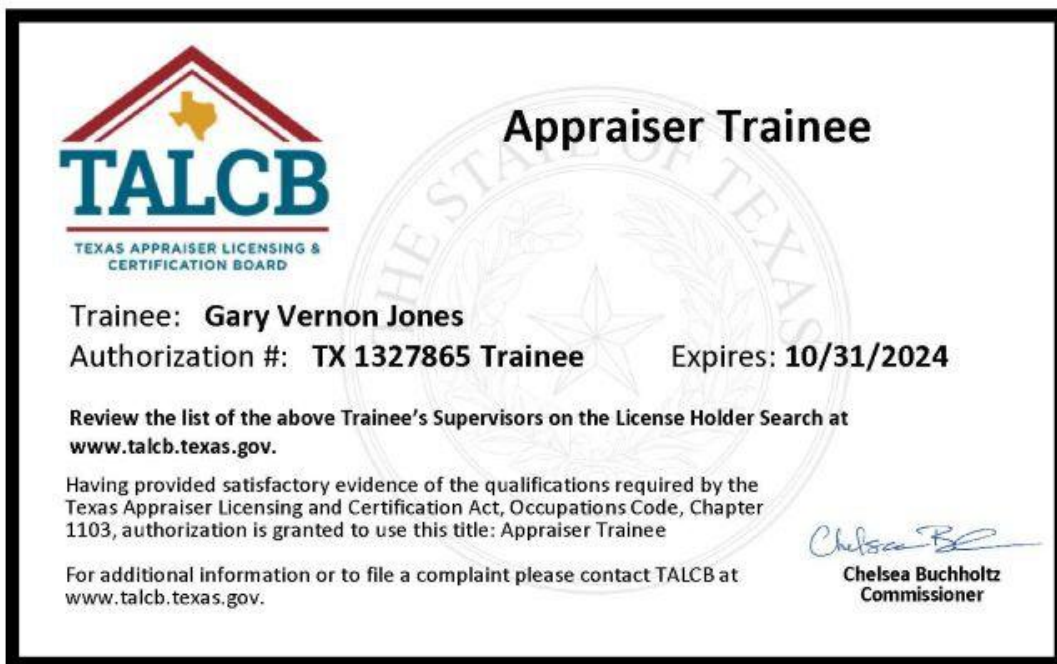 TALCB
TEXAS APPRAISER LICENSING &
CERTIFICATION BOARD
Appraiser Trainee
THE STATE OF TEXAS
Trainee: Gary Vernon Jones
Authorization #: TX 1327865 Trainee Expires: 10/31/2024
Review the list of the above Trainee's Supervisors on the License Holder Search at
www.talcb.texas.gov.
Having provided satisfactory evidence of the qualifications required by the
Texas Appraiser Licensing and Certification Act, Occupations Code, Chapter
1103, authorization is granted to use this title: Appraiser Trainee
For additional information or to file a complaint please contact TALCB at
www.talcb.texas.gov.
Chelsea Buchholtz
Commissioner